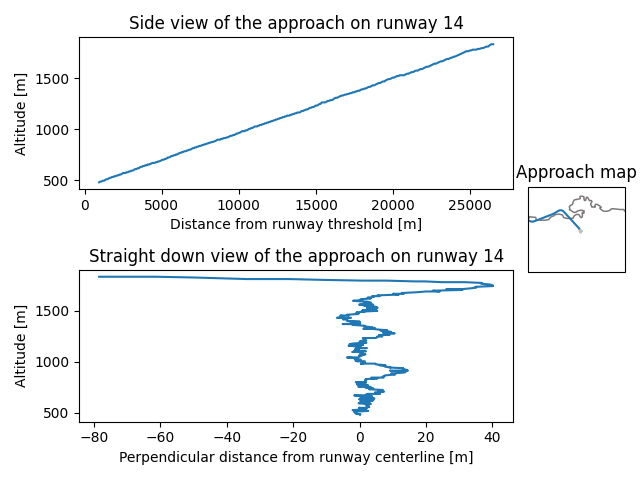 Side view of the approach on runway 14
Altitude [m]
1500
1000
500
0
5000
10000
15000
20000
25000
Distance from runway threshold [m]
Approach map
Straight down view of the approach on runway 14
Altitude [m]
1500
1000
500
−80
−60
−40
−20
0
20
40
Perpendicular distance from runway centerline [m]